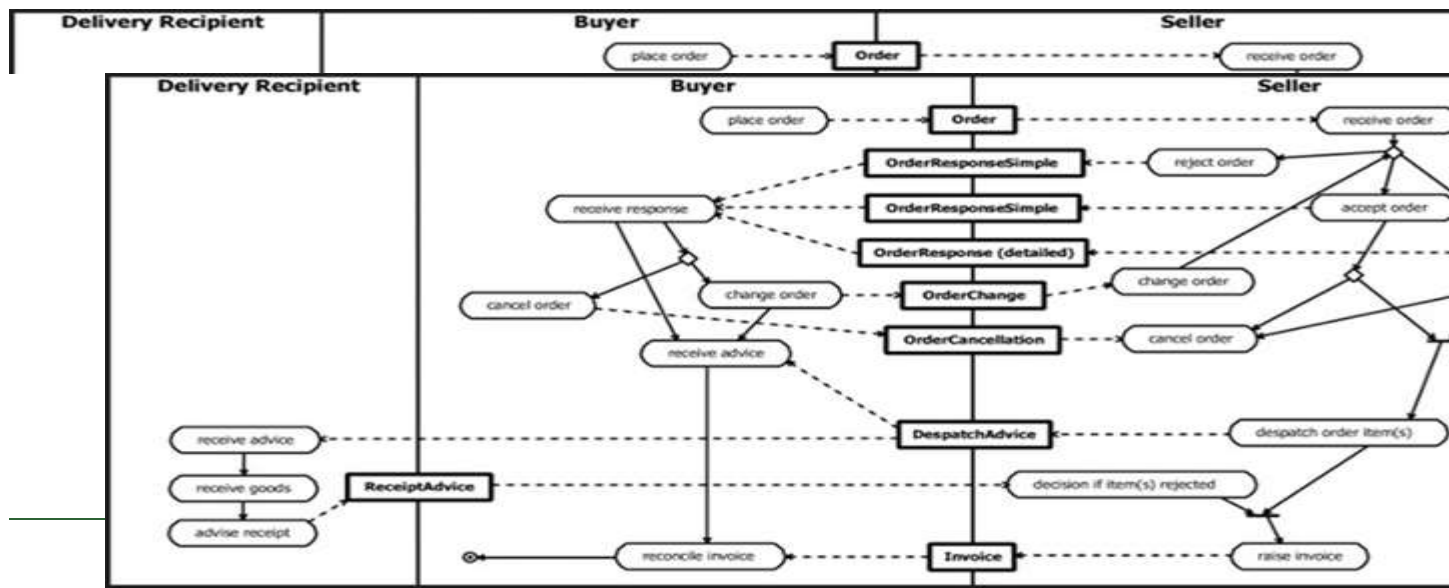 Delivery Recipient Buyer Seller
place order Order receive order
Delivery Recipient Buyer Seller
place order Order receive order
OrderResponseSimple reject order
receive response OrderResponseSimple accept order
OrderResponse (detailed)
change order
cancel order change order OrderChange
receive advice OrderCancellation cancel order
receive advice DespatchAdvice despatch order item(s)
receive goods ReceiptAdvice decision if item(s) rejected
advise receipt
reconcile invoice Invoice raise invoice